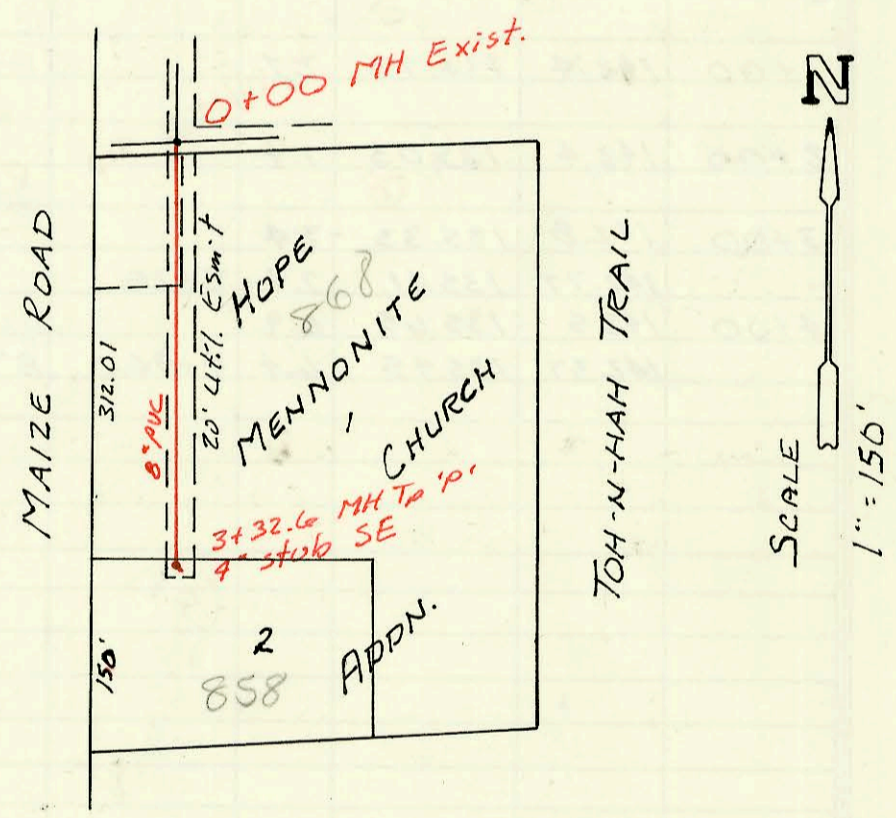 0+00 MH Exist.
N
MAIZE ROAD
312.01
8" PVC
20' Util. Esm't
HOPE
868
MENNONITE
1
CHURCH
TOH-N-HAH TRAIL
SCALE
1" = 150'
3+32.6 MH Tp 'P'
4" stub SE
150'
2
858
ADDN.